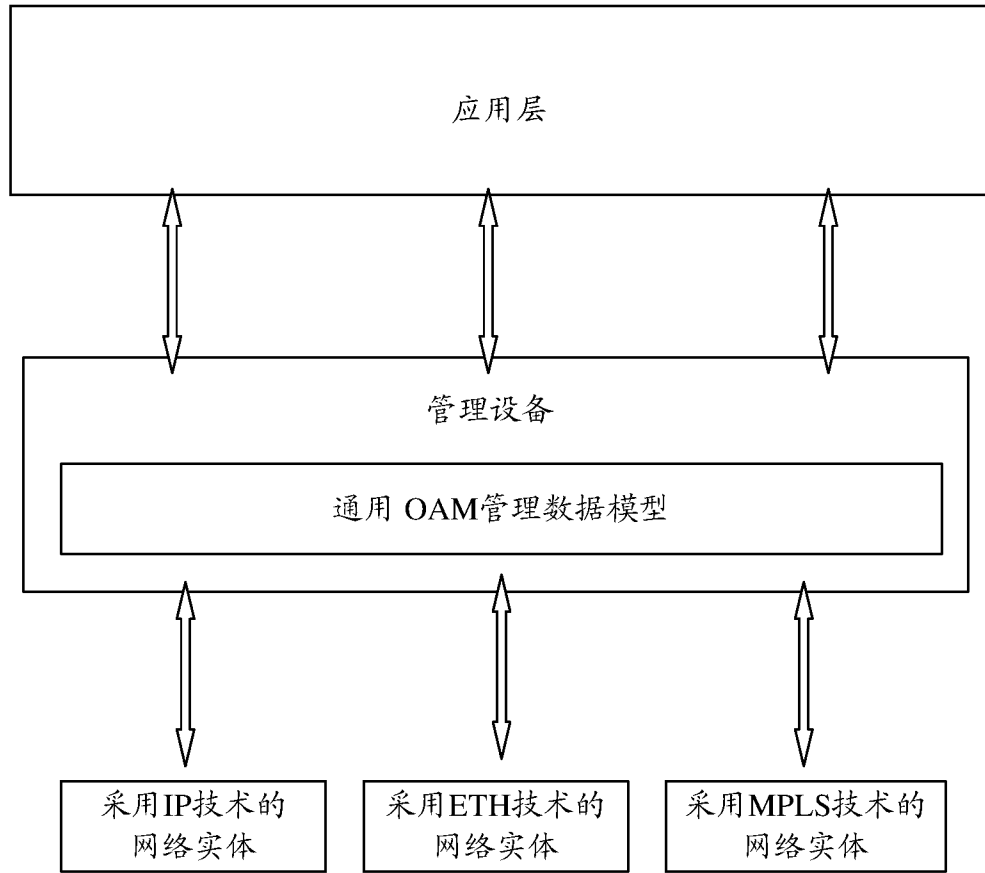 应用层
管理设备
通用 OAM管理数据模型
采用IP技术的
网络实体
采用ETH技术的
网络实体
采用MPLS技术的
网络实体